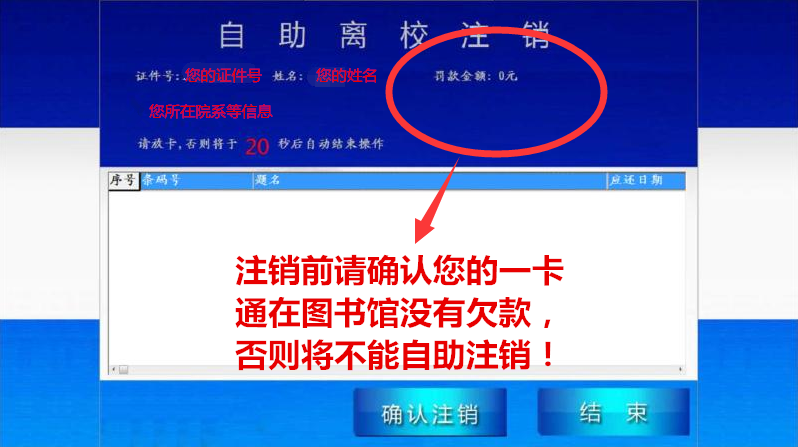 自助离校注销
证件号:您的证件号 姓名: 您的姓名 罚款金额: 0元
您所在院系等信息
请放卡,否则将于 20 秒后自动结束操作
序号 条码号 题名 应还日期
注销前请确认您的一卡
通在图书馆没有欠款，
否则将不能自助注销！
确认注销 结束